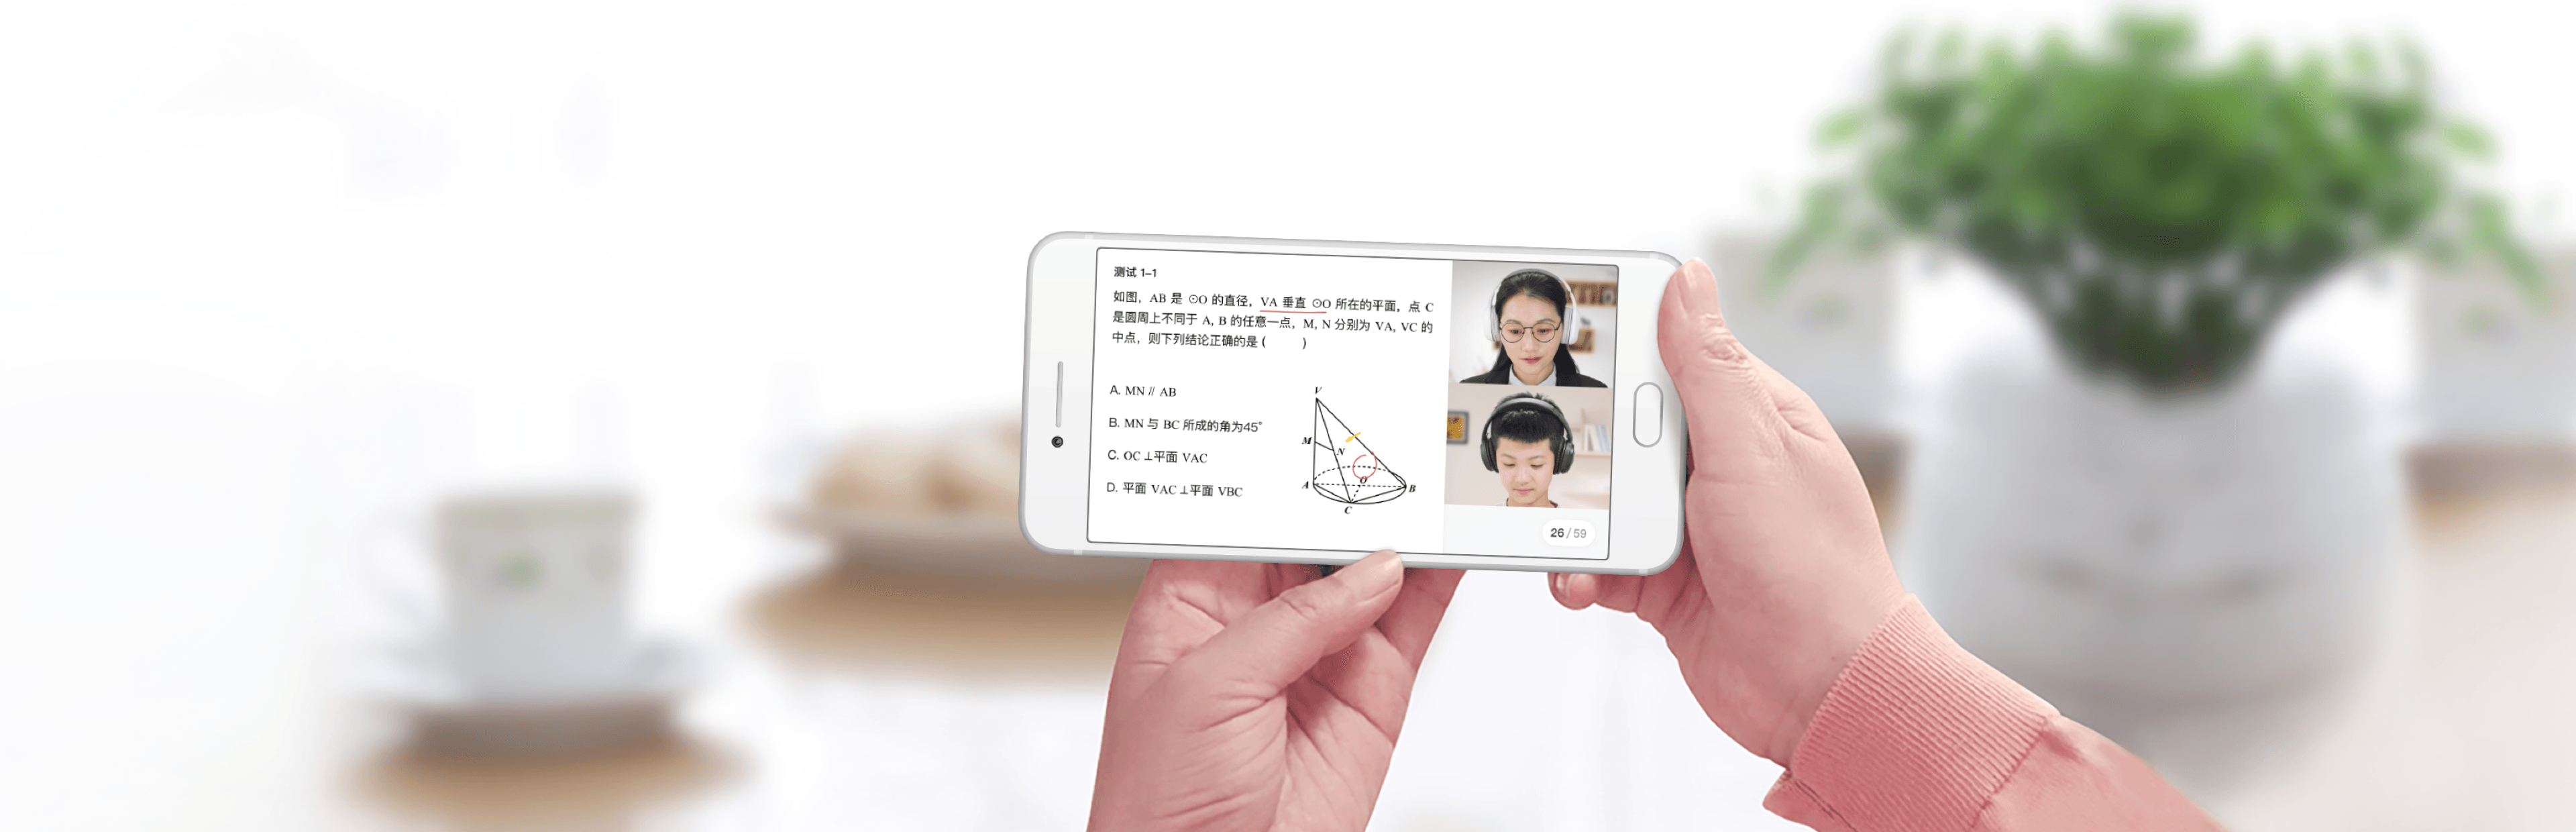 测试 1–1
如图，AB 是 ⊙O 的直径，VA 垂直 ⊙O 所在的平面，点 C
是圆周上不同于 A, B 的任意一点，M, N 分别为 VA, VC 的
中点，则下列结论正确的是 (　　)
A. MN // AB
B. MN 与 BC 所成的角为45°
C. OC ⊥平面 VAC
D. 平面 VAC ⊥平面 VBC
V
M
N
A
O
B
C
26 / 59